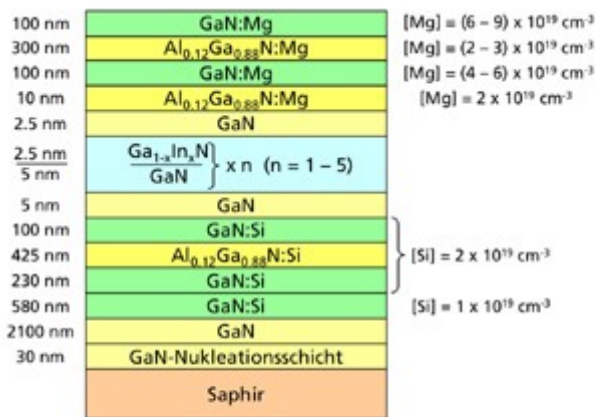 100 nm GaN:Mg [Mg] = (6 – 9) x 10¹⁹ cm⁻³
300 nm Al₀.₁₂Ga₀.₈₈N:Mg [Mg] = (2 – 3) x 10¹⁹ cm⁻³
100 nm GaN:Mg [Mg] = (4 – 6) x 10¹⁹ cm⁻³
10 nm Al₀.₁₂Ga₀.₈₈N:Mg [Mg] = 2 x 10¹⁹ cm⁻³
2.5 nm GaN
2.5 nm Ga₁₋ₓInₓN
5 nm GaN } x n (n = 1 – 5)
5 nm GaN
100 nm GaN:Si
425 nm Al₀.₁₂Ga₀.₈₈N:Si } [Si] = 2 x 10¹⁹ cm⁻³
230 nm GaN:Si
580 nm GaN:Si [Si] = 1 x 10¹⁹ cm⁻³
2100 nm GaN
30 nm GaN-Nukleationsschicht
Saphir